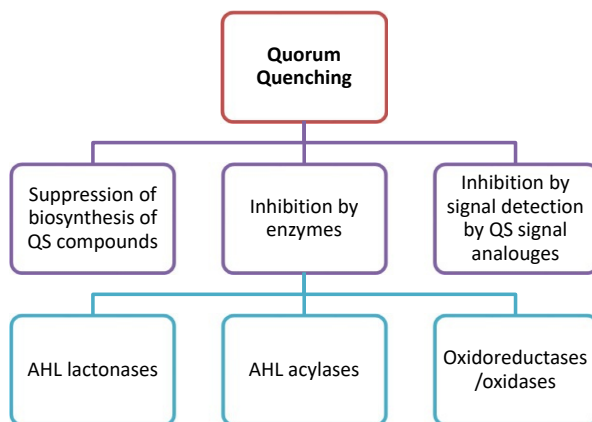 Quorum
Quenching
Suppression of
biosynthesis of
QS compounds
Inhibition by
enzymes
Inhibition by
signal detection
by QS signal
analouges
AHL lactonases
AHL acylases
Oxidoreductases
/oxidases